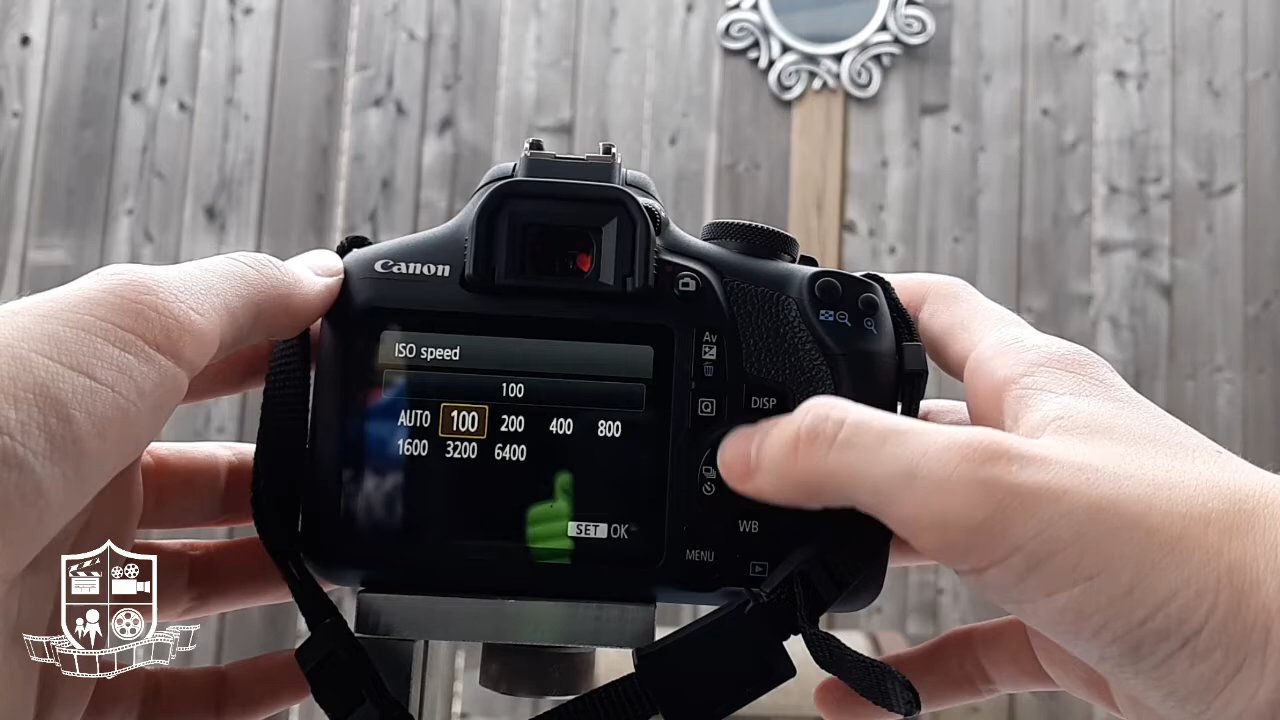 Canon
ISO speed
100
AUTO 100 200 400 800
1600 3200 6400
SET OK
Av
Q
DISP
WB
MENU